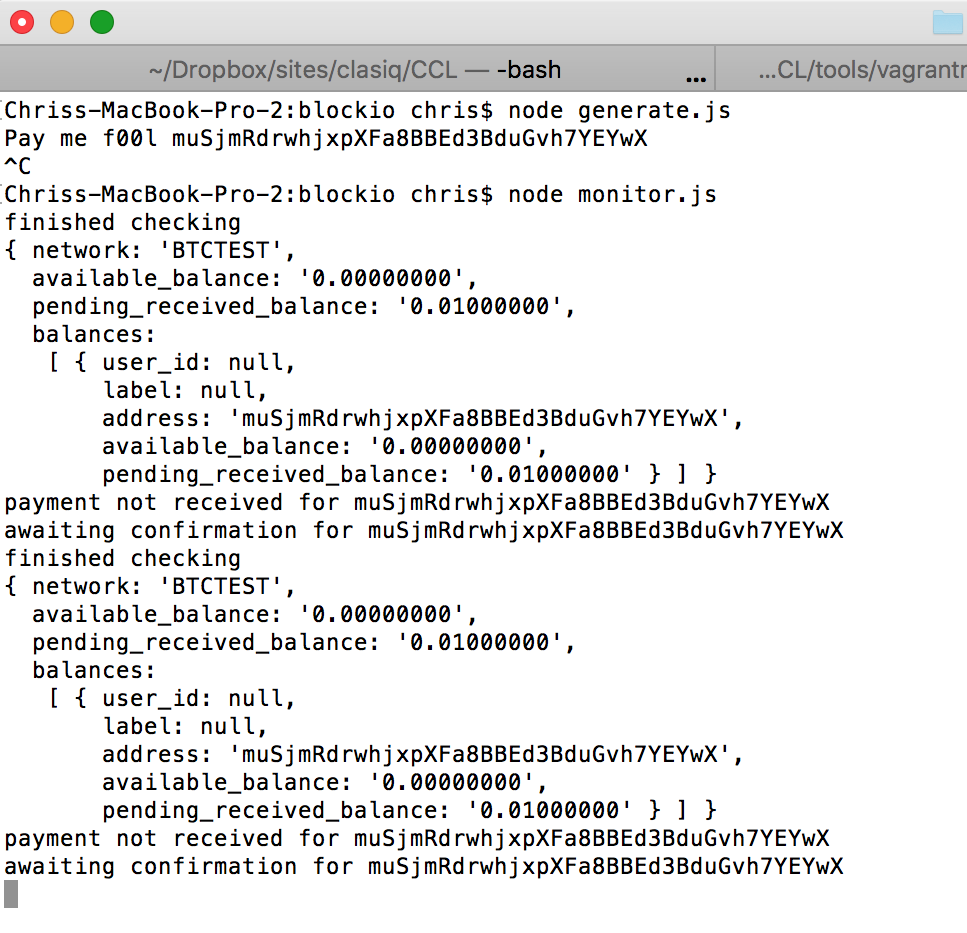 ~/Dropbox/sites/clasiq/CCL — -bash ... ...CL/tools/vagrantr
[Chriss-MacBook-Pro-2:blockio chris$ node generate.js
Pay me f00l muSjmRdrwhjxpXFa8BBEd3BduGvh7YEYwX
^C
[Chriss-MacBook-Pro-2:blockio chris$ node monitor.js
finished checking
{ network: 'BTCTEST',
  available_balance: '0.00000000',
  pending_received_balance: '0.01000000',
  balances:
   [ { user_id: null,
       label: null,
       address: 'muSjmRdrwhjxpXFa8BBEd3BduGvh7YEYwX',
       available_balance: '0.00000000',
       pending_received_balance: '0.01000000' } ] }
payment not received for muSjmRdrwhjxpXFa8BBEd3BduGvh7YEYwX
awaiting confirmation for muSjmRdrwhjxpXFa8BBEd3BduGvh7YEYwX
finished checking
{ network: 'BTCTEST',
  available_balance: '0.00000000',
  pending_received_balance: '0.01000000',
  balances:
   [ { user_id: null,
       label: null,
       address: 'muSjmRdrwhjxpXFa8BBEd3BduGvh7YEYwX',
       available_balance: '0.00000000',
       pending_received_balance: '0.01000000' } ] }
payment not received for muSjmRdrwhjxpXFa8BBEd3BduGvh7YEYwX
awaiting confirmation for muSjmRdrwhjxpXFa8BBEd3BduGvh7YEYwX